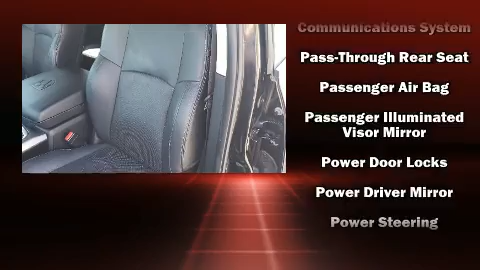 Communications System
Pass-Through Rear Seat
Passenger Air Bag
Passenger Illuminated
Visor Mirror
Power Door Locks
Power Driver Mirror
Power Steering